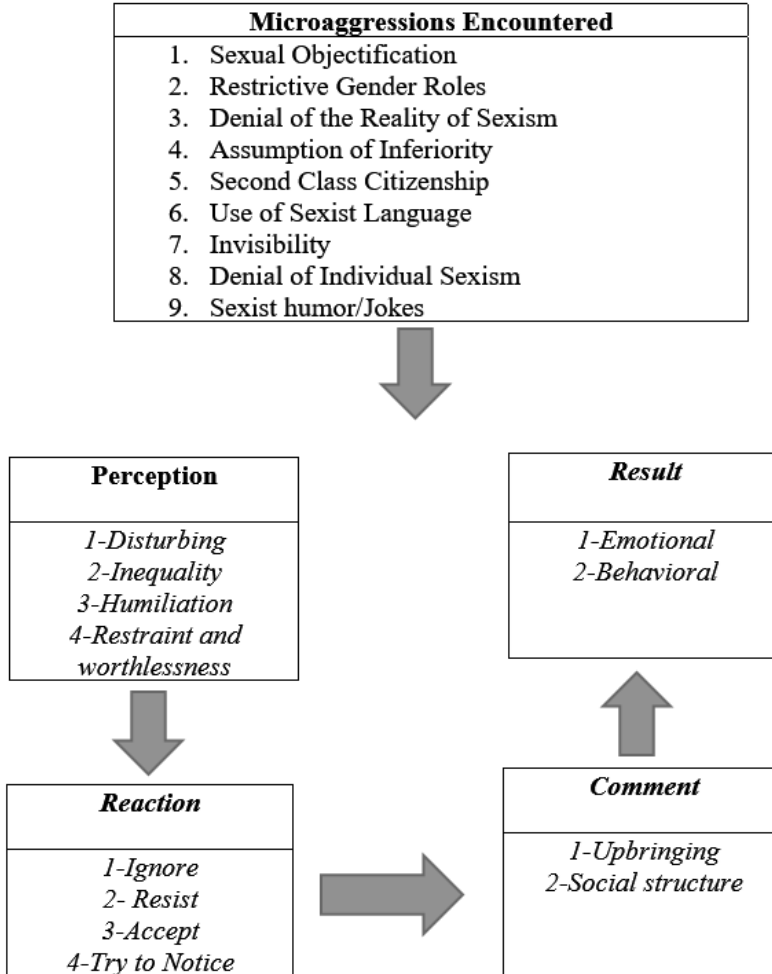 Microaggressions Encountered
1. Sexual Objectification
2. Restrictive Gender Roles
3. Denial of the Reality of Sexism
4. Assumption of Inferiority
5. Second Class Citizenship
6. Use of Sexist Language
7. Invisibility
8. Denial of Individual Sexism
9. Sexist humor/Jokes
Perception
1-Disturbing
2-Inequality
3-Humiliation
4-Restraint and
worthlessness
Reaction
1-Ignore
2- Resist
3-Accept
4-Try to Notice
Comment
1-Upbringing
2-Social structure
Result
1-Emotional
2-Behavioral